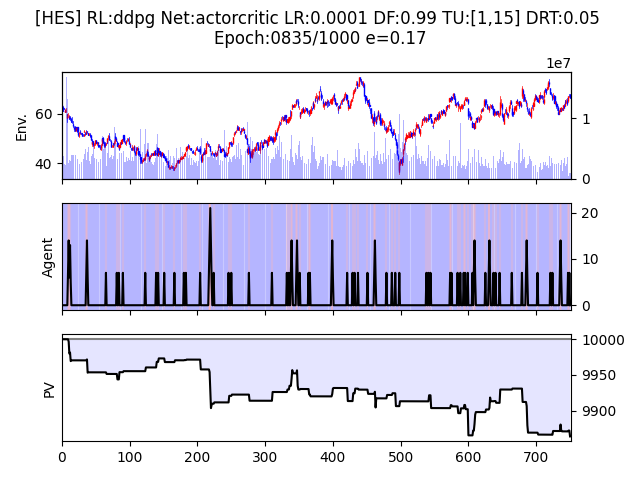 [HES] RL:ddpg Net:actorcritic LR:0.0001 DF:0.99 TU:[1,15] DRT:0.05
Epoch:0835/1000 e=0.17
1e7
Env.
60
40
1
0
Agent
20
10
0
PV
10000
9950
9900
0 100 200 300 400 500 600 700